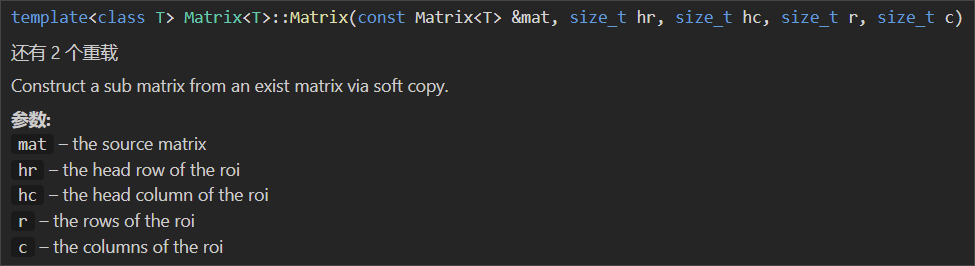 template<class T> Matrix<T>::Matrix(const Matrix<T> &mat, size_t hr, size_t hc, size_t r, size_t c)
还有 2 个重载
Construct a sub matrix from an exist matrix via soft copy.
参数:
mat – the source matrix
hr – the head row of the roi
hc – the head column of the roi
r – the rows of the roi
c – the columns of the roi